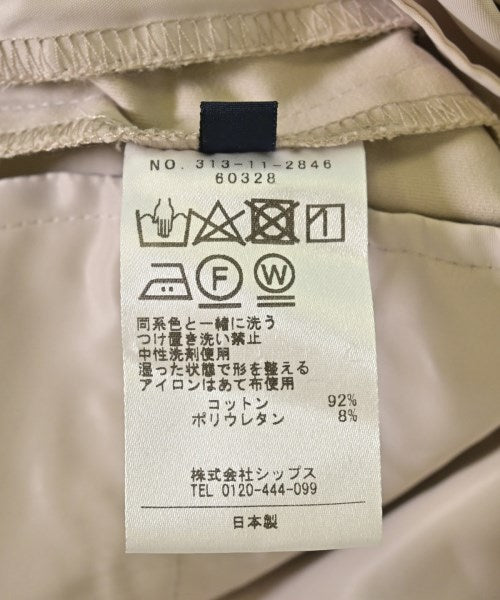 NO. 313-11-2846
60328
F W
同系色と一緒に洗う
つけ置き洗い禁止
中性洗剤使用
湿った状態で形を整える
アイロンはあて布使用
コットン 92%
ポリウレタン 8%
株式会社シップス
TEL 0120-444-099
日本製